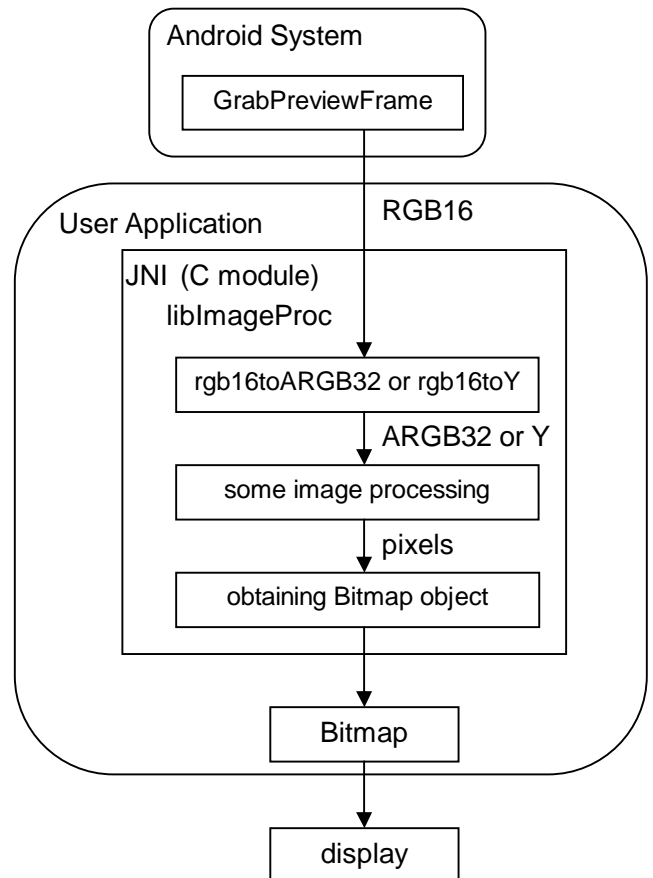 Android System
GrabPreviewFrame
RGB16
User Application
JNI (C module)
libImageProc
rgb16toARGB32 or rgb16toY
ARGB32 or Y
some image processing
pixels
obtaining Bitmap object
Bitmap
display